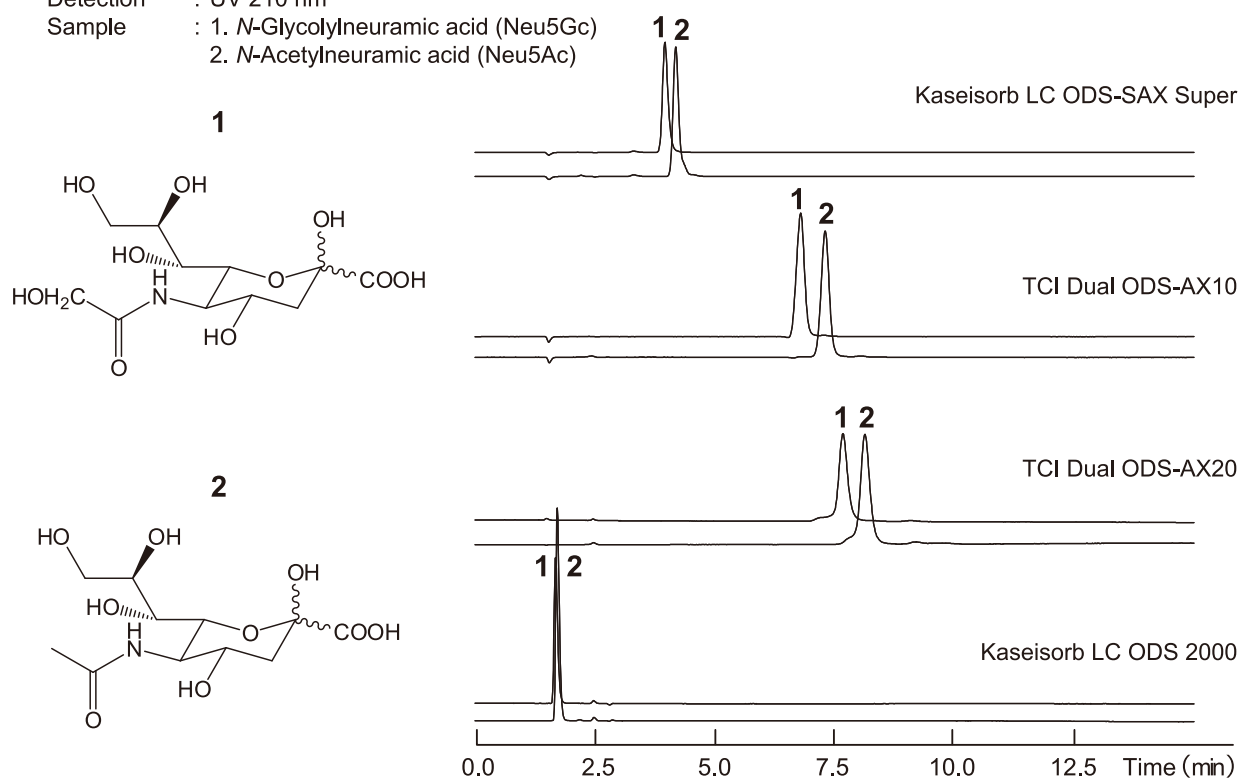 Detection : UV 210 nm
Sample : 1. N-Glycolylneuramic acid (Neu5Gc)
2. N-Acetylneuramic acid (Neu5Ac)
1 2
Kaseisorb LC ODS-SAX Super
1
HO
OH
OH
HO
O
COOH
H
N
HOH2C
HO
O
1 2
TCI Dual ODS-AX10
1 2
TCI Dual ODS-AX20
2
HO
OH
OH
HO
O
COOH
H
N
HO
O
1 2
Kaseisorb LC ODS 2000
0.0 2.5 5.0 7.5 10.0 12.5 Time (min)